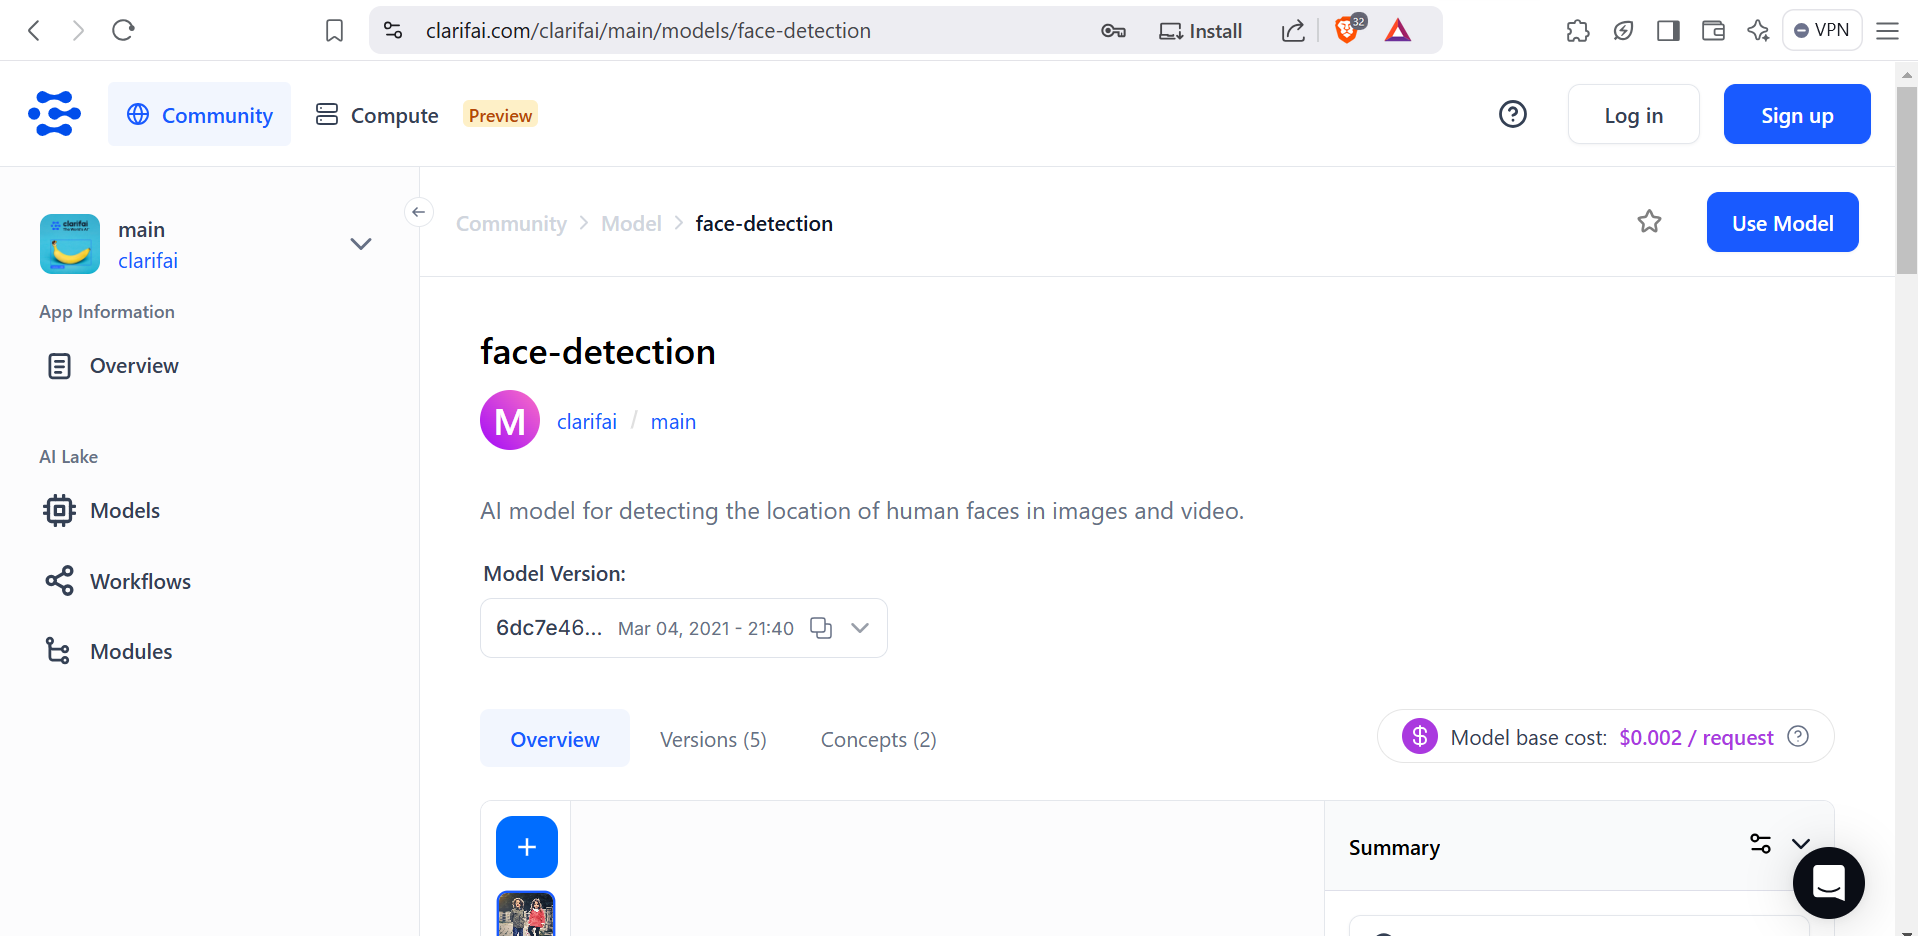 clarifai.com/clarifai/main/models/face-detection
Install
32
VPN
Community
Compute
Preview
Log in
Sign up
main
clarifai
App Information
Overview
AI Lake
Models
Workflows
Modules
Community > Model > face-detection
Use Model
face-detection
M
clarifai / main
AI model for detecting the location of human faces in images and video.
Model Version:
6dc7e46... Mar 04, 2021 - 21:40
Overview
Versions (5)
Concepts (2)
$ Model base cost: $0.002 / request
Summary